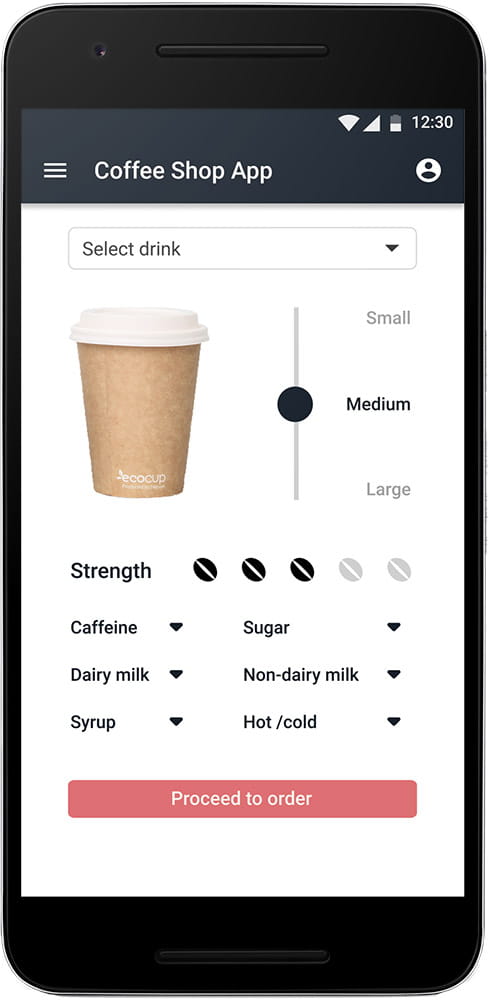 12:30
Coffee Shop App
Select drink
Small
Medium
Large
ecocup
Strength
Caffeine
Sugar
Dairy milk
Non-dairy milk
Syrup
Hot /cold
Proceed to order